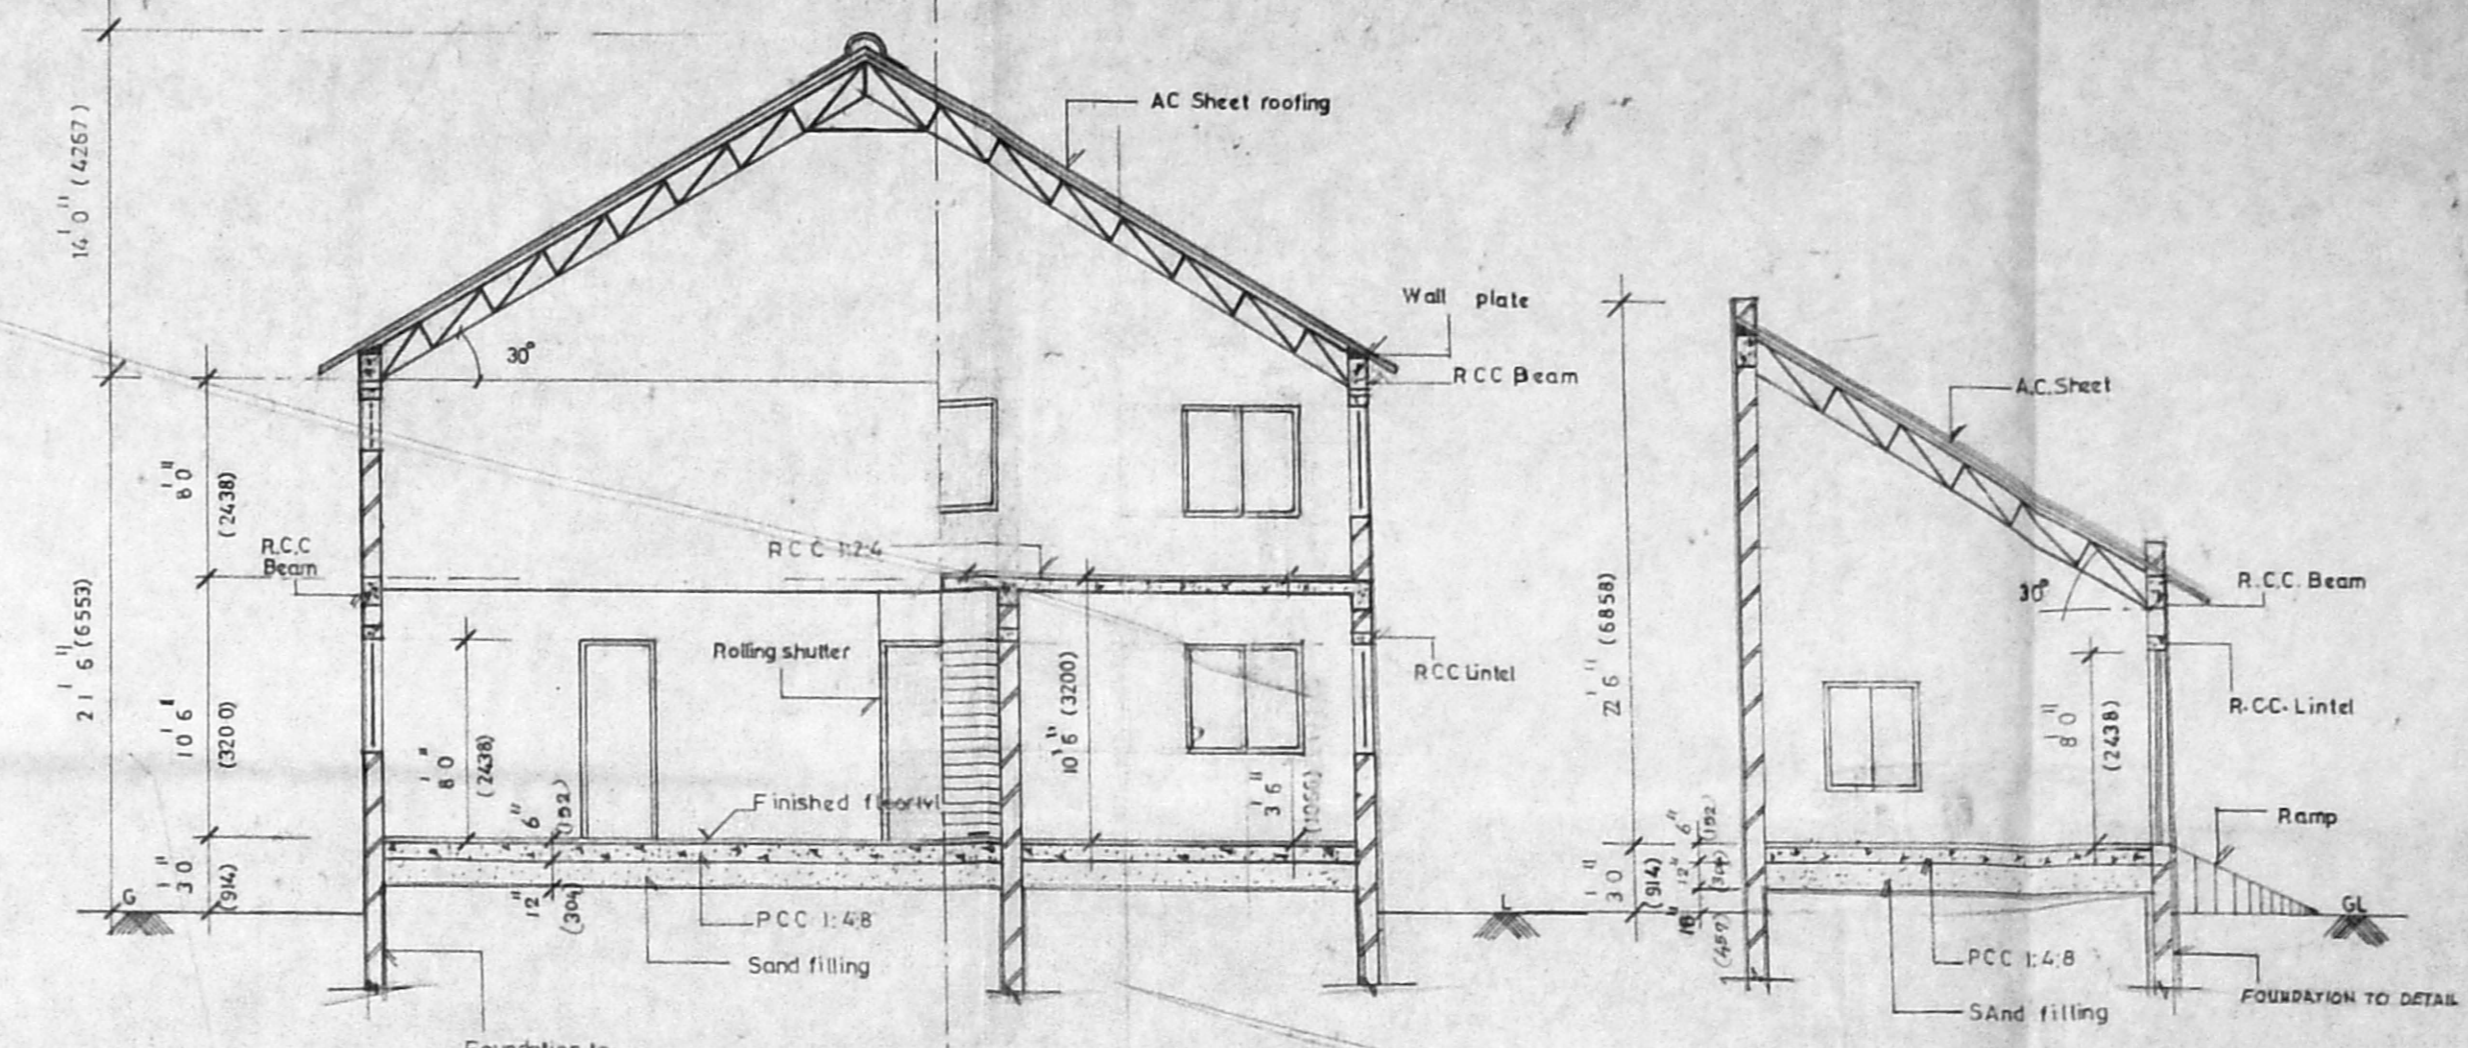 14' 0" (4267)
AC Sheet roofing
Wall plate
RCC Beam
30°
8' 0"
(2438)
R.C.C
Beam
RCC 1:2:4
21' 6" (6553)
10' 6"
(3200)
Rolling shutter
RCC Lintel
8' 0"
(2438)
10' 6" (3200)
3' 6"
Finished floor lvl
6"
(152)
3' 0"
(914)
12"
(304)
G
L
PCC 1:4:8
Sand filling
Foundation to
A.C.Sheet
30°
R.C.C. Beam
22' 6" (6858)
R.C.C. Lintel
8' 0"
(2438)
Ramp
6"
(152)
3' 0"
(914)
12"
(304)
18"
(457)
GL
PCC 1:4:8
SAnd filling
FOUNDATION TO DETAIL